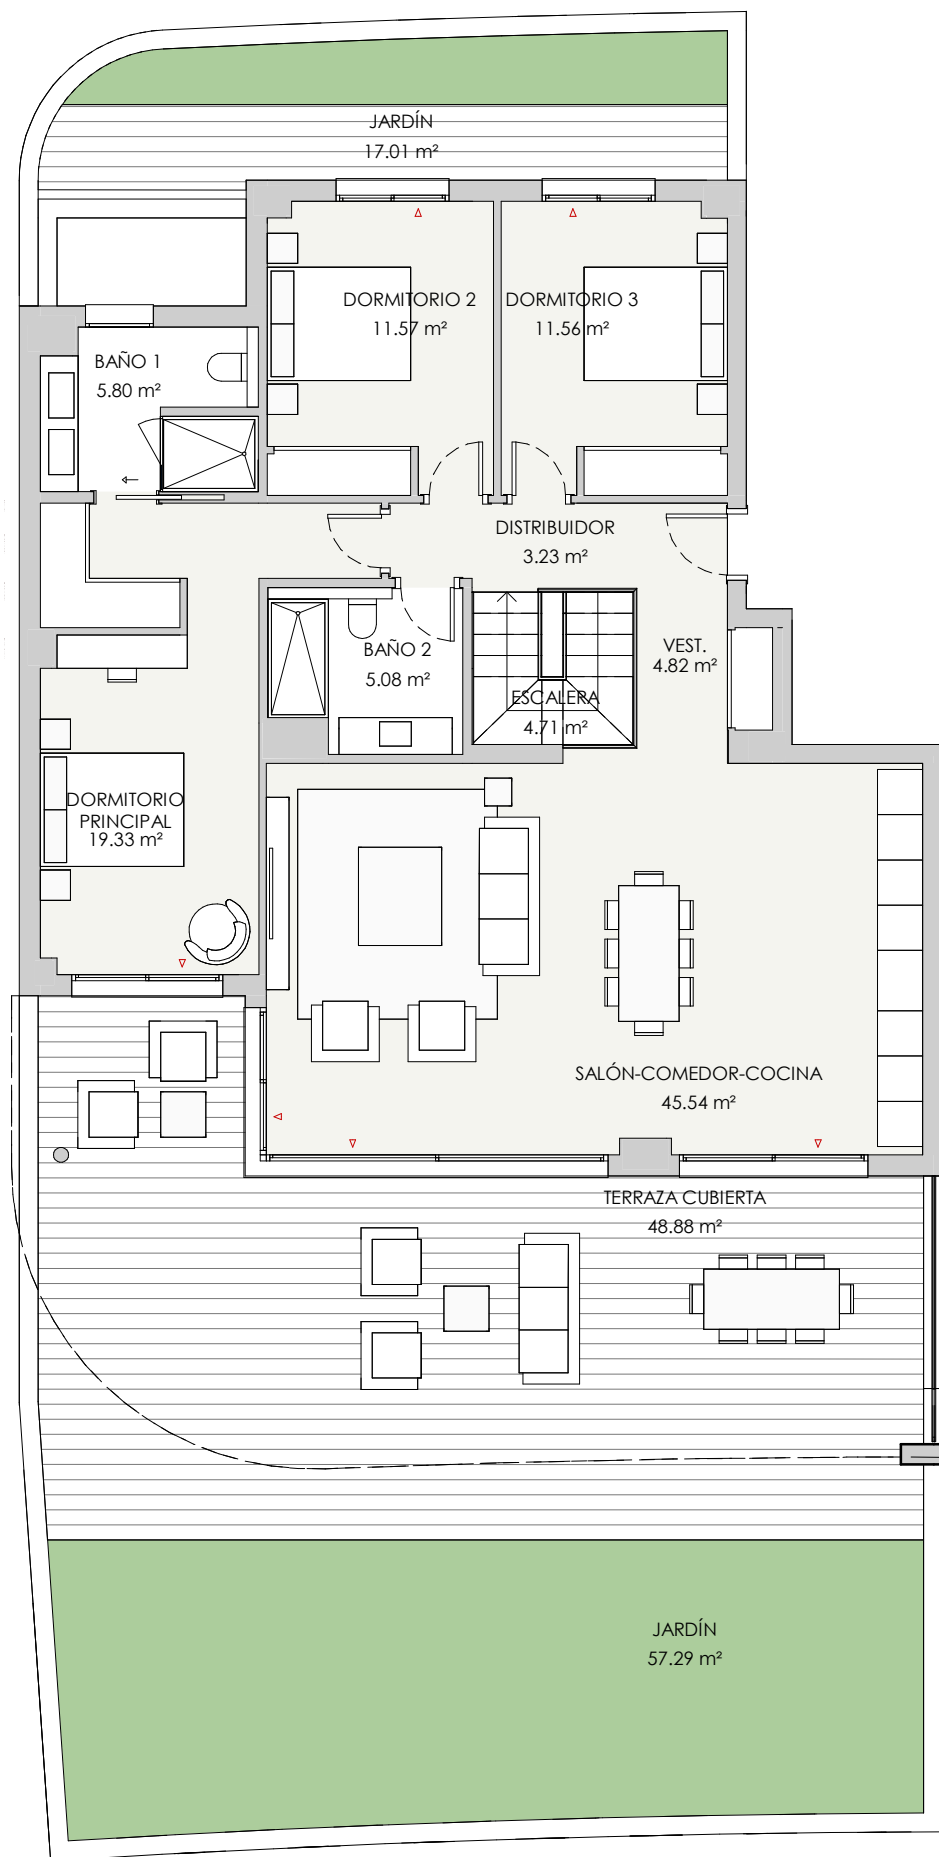 JARDÍN
17.01 m²
DORMITORIO 2
11.57 m²
DORMITORIO 3
11.56 m²
BAÑO 1
5.80 m²
DISTRIBUIDOR
3.23 m²
BAÑO 2
5.08 m²
VEST.
4.82 m²
ESCALERA
4.71 m²
DORMITORIO
PRINCIPAL
19.33 m²
SALÓN-COMEDOR-COCINA
45.54 m²
TERRAZA CUBIERTA
48.88 m²
JARDÍN
57.29 m²